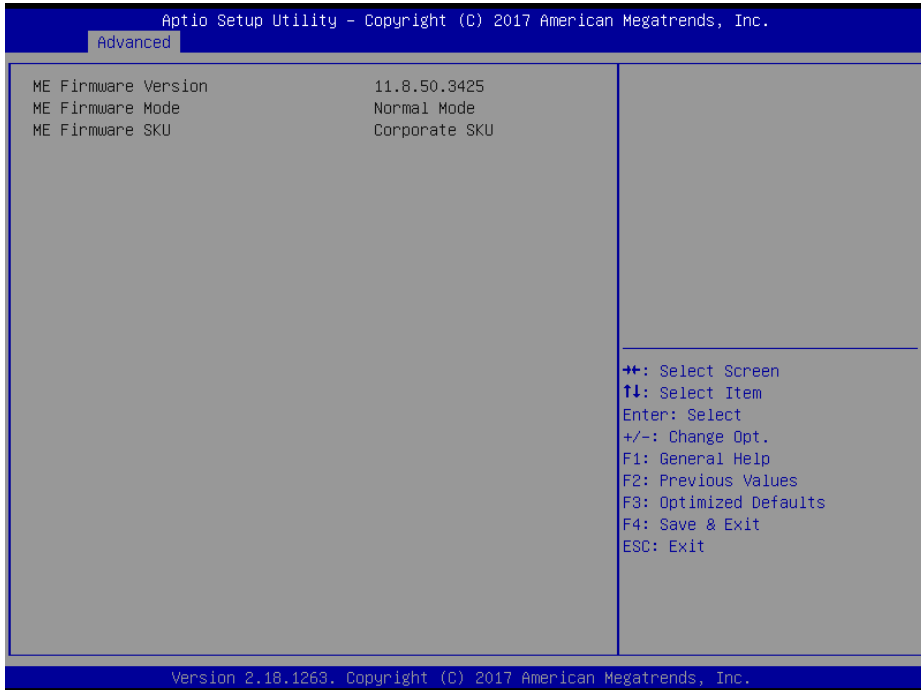 Aptio Setup Utility – Copyright (C) 2017 American Megatrends, Inc.
Advanced
ME Firmware Version 11.8.50.3425
ME Firmware Mode Normal Mode
ME Firmware SKU Corporate SKU
→←: Select Screen
↑↓: Select Item
Enter: Select
+/-: Change Opt.
F1: General Help
F2: Previous Values
F3: Optimized Defaults
F4: Save & Exit
ESC: Exit
Version 2.18.1263. Copyright (C) 2017 American Megatrends, Inc.